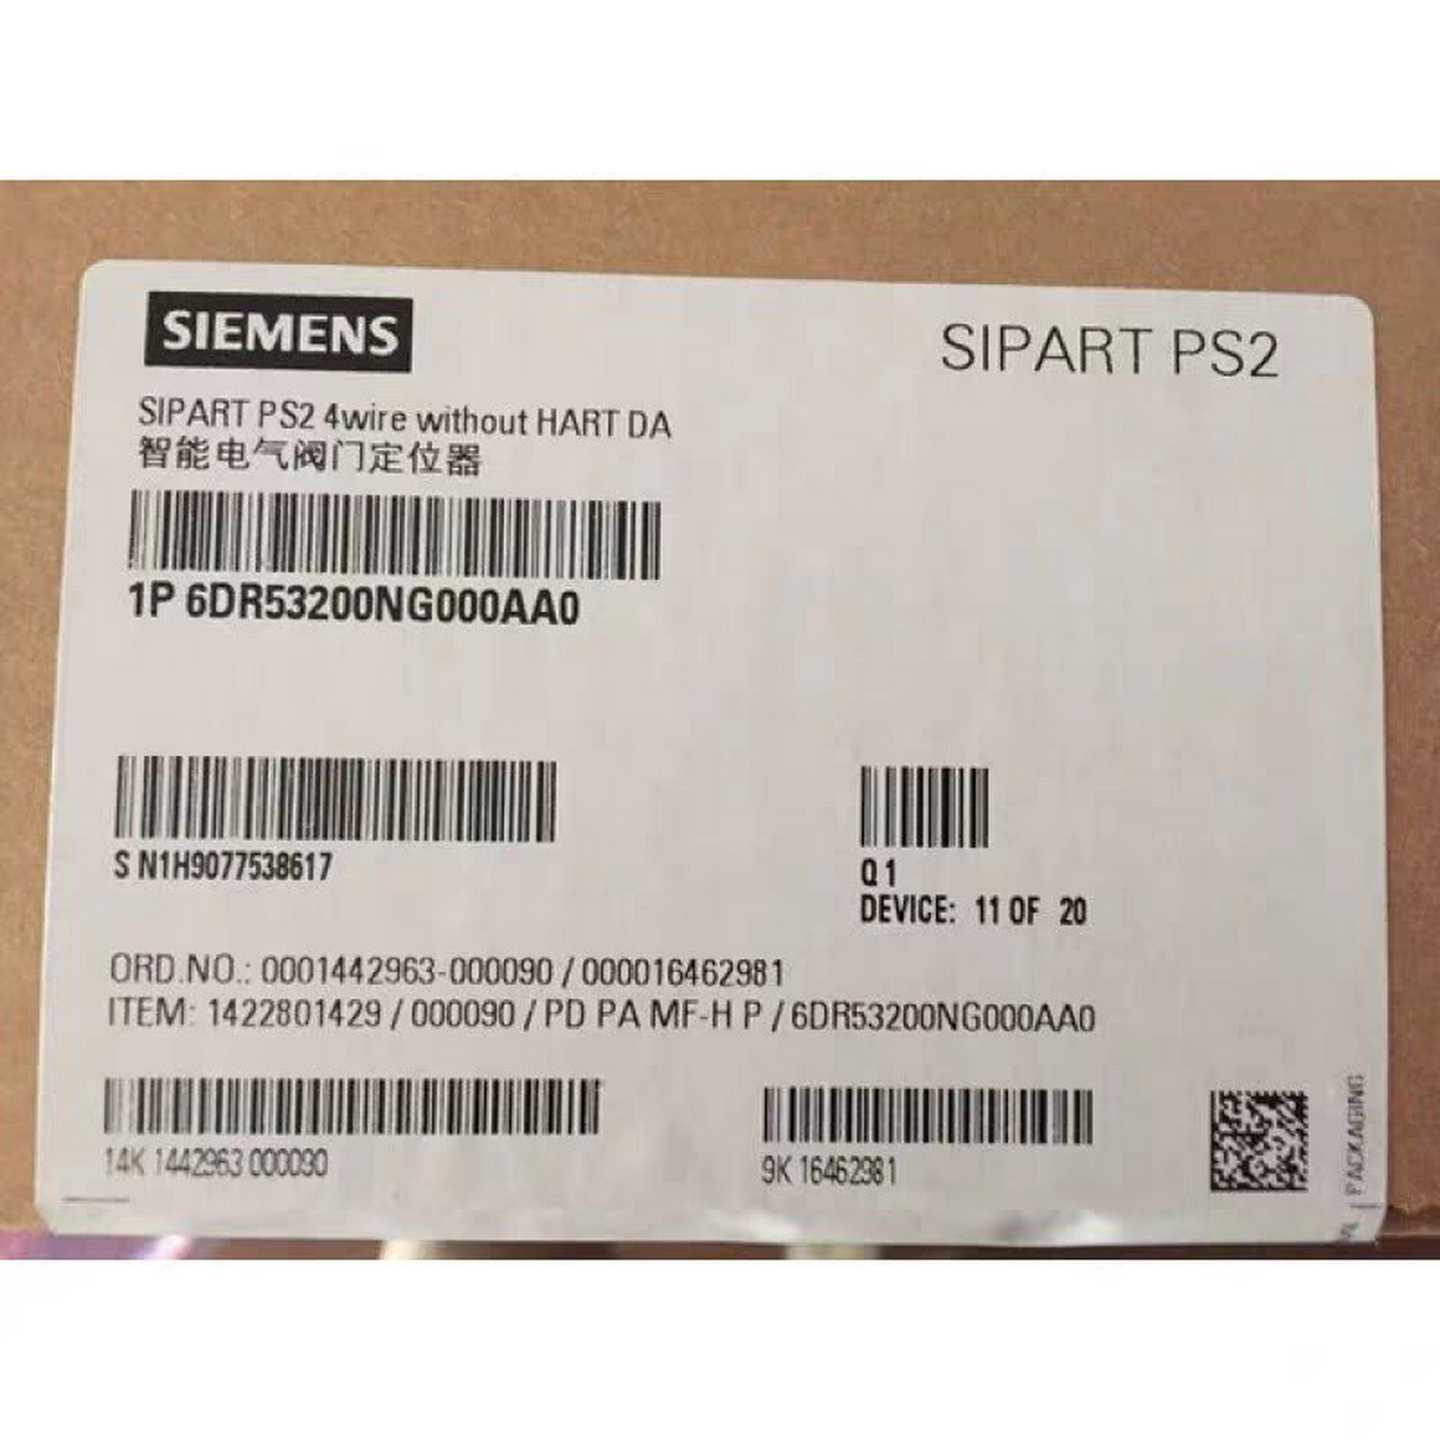 SIEMENS
SIPART PS2
SIPART PS2 4wire without HART DA
智能电气阀门定位器
1P 6DR53200NG000AA0
S N1H9077538617
Q 1
DEVICE: 11 OF 20
ORD.NO.: 0001442963-000090 / 000016462981
ITEM: 1422801429 / 000090 / PD PA MF-H P / 6DR53200NG000AA0
14K 1442963 000090
9K 16462981
PACKAGING